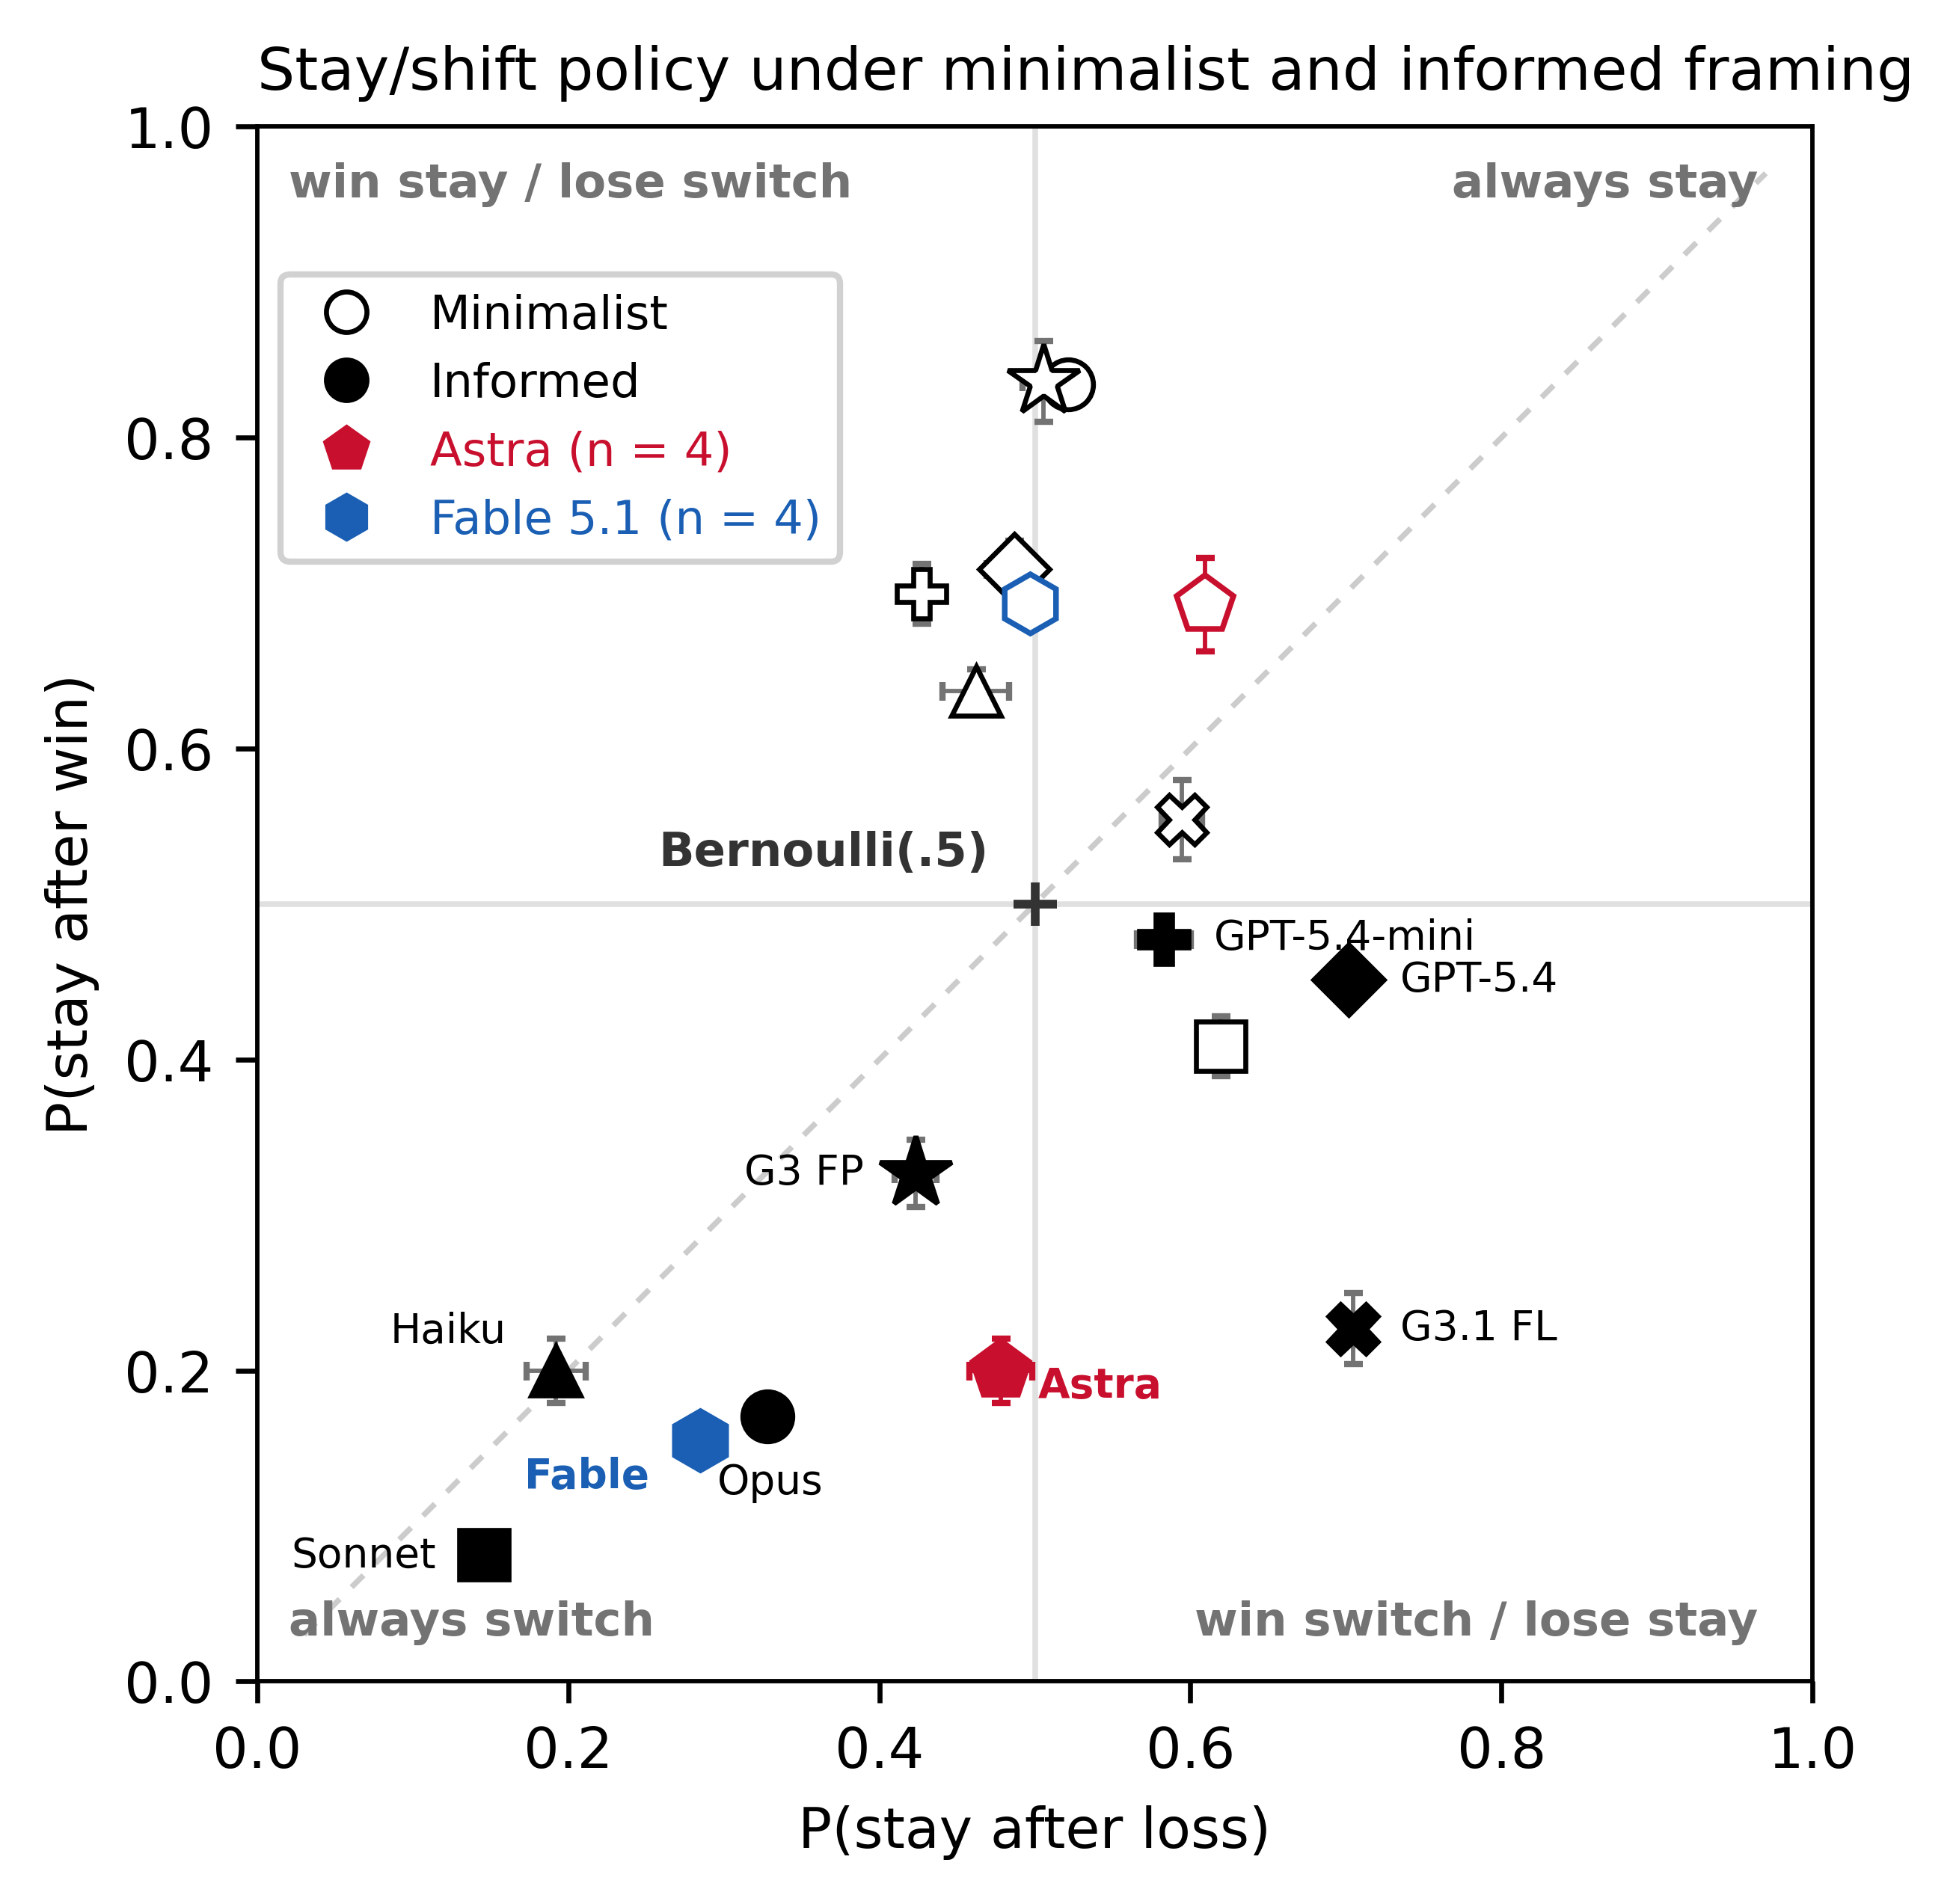 Stay/shift policy under minimalist and informed framing
1.0
win stay / lose switch
always stay
Minimalist
Informed
Astra (n = 4)
Fable 5.1 (n = 4)
0.8
0.6
P(stay after win)
Bernoulli(.5)
GPT-5.4-mini
GPT-5.4
0.4
G3 FP
Haiku
G3.1 FL
0.2
Astra
Fable
Opus
Sonnet
always switch
win switch / lose stay
0.0
0.0 0.2 0.4 0.6 0.8 1.0
P(stay after loss)